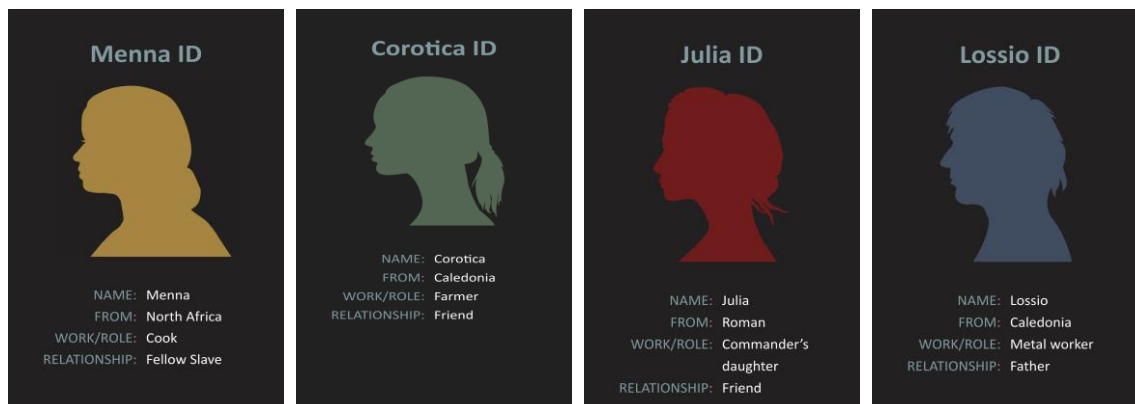 Menna ID
NAME: Menna
FROM: North Africa
WORK/ROLE: Cook
RELATIONSHIP: Fellow Slave
Corotica ID
NAME: Corotica
FROM: Caledonia
WORK/ROLE: Farmer
RELATIONSHIP: Friend
Julia ID
NAME: Julia
FROM: Roman
WORK/ROLE: Commander's
daughter
RELATIONSHIP: Friend
Lossio ID
NAME: Lossio
FROM: Caledonia
WORK/ROLE: Metal worker
RELATIONSHIP: Father